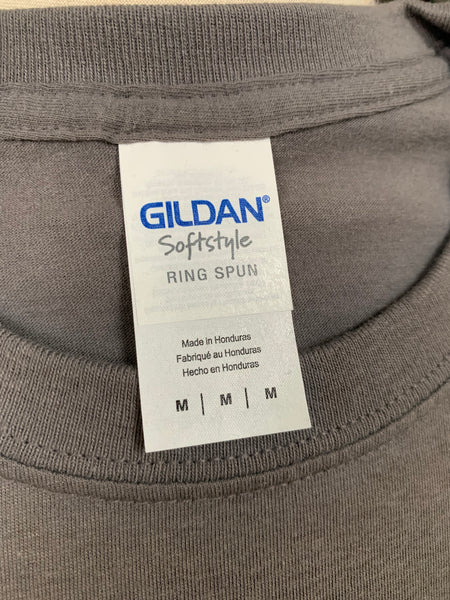 GILDAN®
Softstyle
RING SPUN
Made in Honduras
Fabriqué au Honduras
Hecho en Honduras
M | M | M